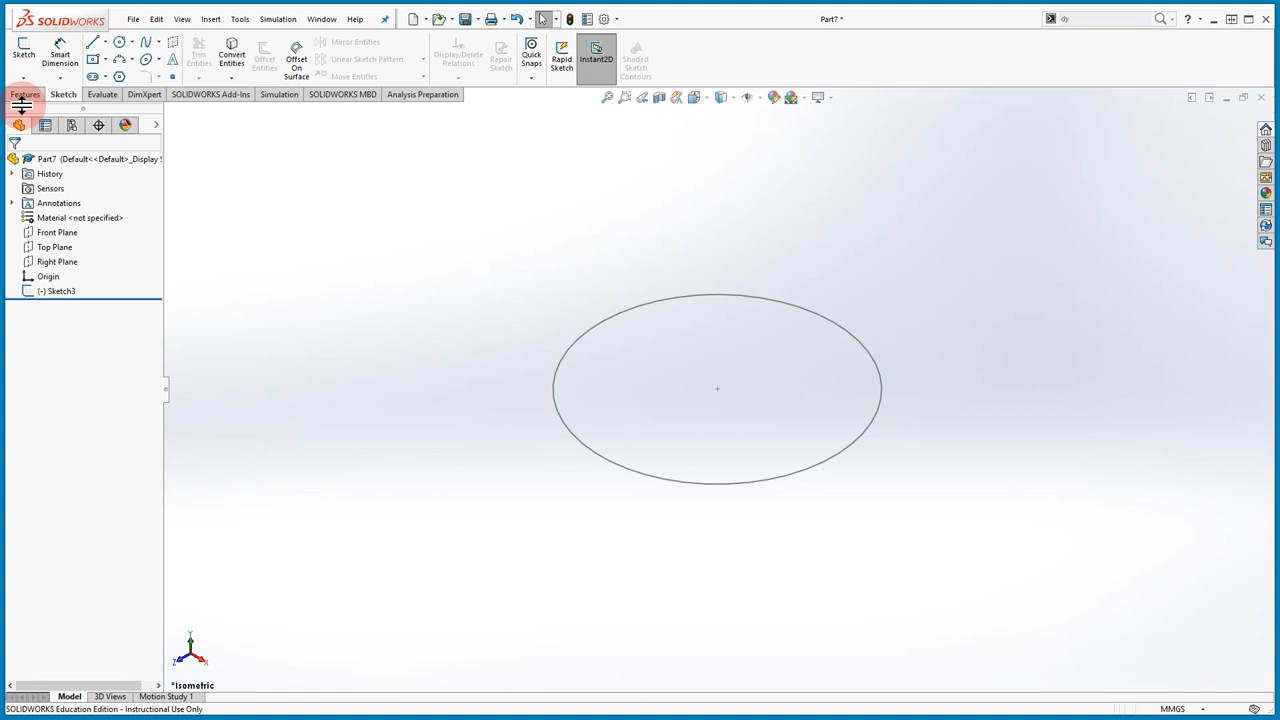 SOLIDWORKS File Edit View Insert Tools Simulation Window Help Part7 * dy ?
Sketch Smart Dimension Trim Entities Convert Entities Offset Entities Offset On Surface Mirror Entities Linear Sketch Pattern Move Entities Display/Delete Relations Repair Sketch Quick Snaps Rapid Sketch Instant2D Shaded Sketch Contours
Features Sketch Evaluate DimXpert SOLIDWORKS Add-Ins Simulation SOLIDWORKS MBD Analysis Preparation
Part7 (Default<<Default>_Display S
History
Sensors
Annotations
Material <not specified>
Front Plane
Top Plane
Right Plane
Origin
(-) Sketch3
Y
Z X
*Isometric
Model 3D Views Motion Study 1
SOLIDWORKS Education Edition - Instructional Use Only MMGS